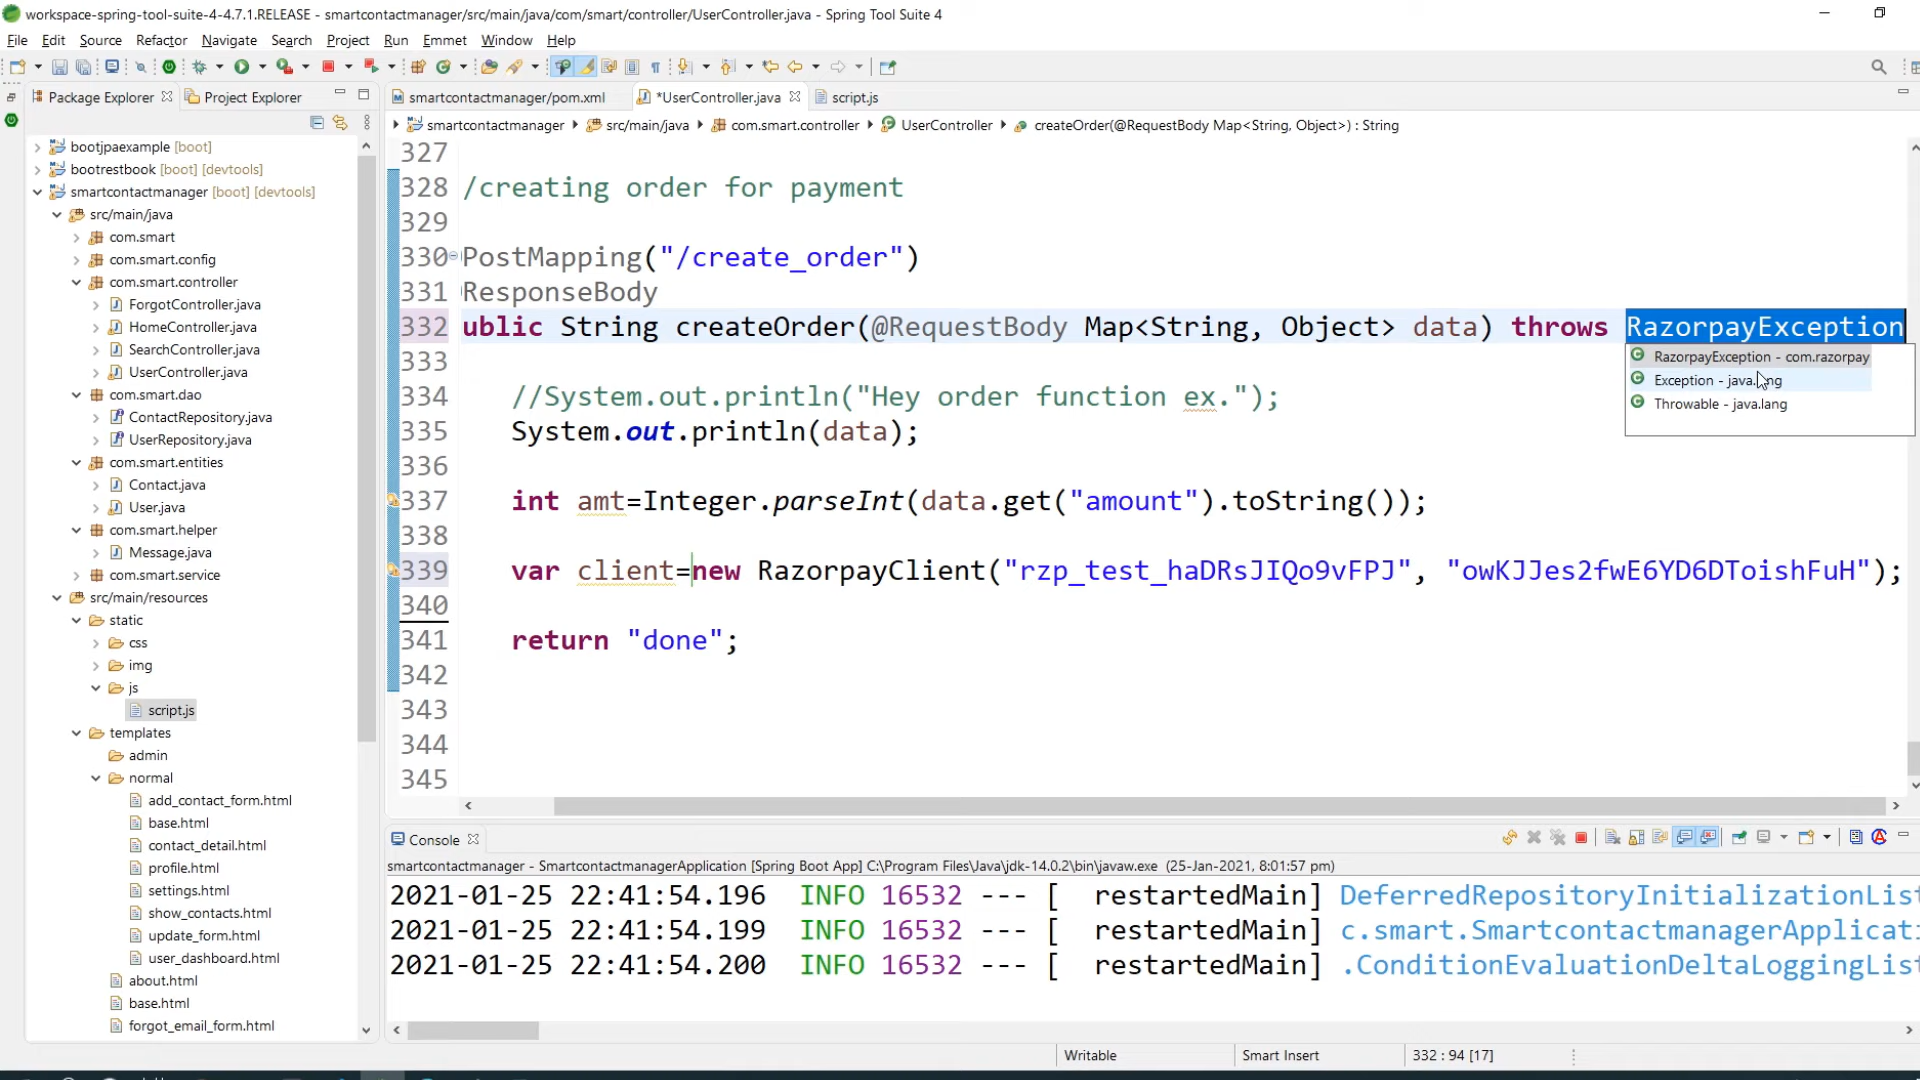 workspace-spring-tool-suite-4-4.7.1.RELEASE - smartcontactmanager/src/main/java/com/smart/controller/UserController.java - Spring Tool Suite 4
File Edit Source Refactor Navigate Search Project Run Emmet Window Help
Package Explorer Project Explorer
smartcontactmanager/pom.xml *UserController.java script.js
smartcontactmanager src/main/java com.smart.controller UserController createOrder(@RequestBody Map<String, Object>) : String
bootjpaexample [boot]
bootrestbook [boot] [devtools]
smartcontactmanager [boot] [devtools]
src/main/java
com.smart
com.smart.config
com.smart.controller
ForgotController.java
HomeController.java
SearchController.java
UserController.java
com.smart.dao
ContactRepository.java
UserRepository.java
com.smart.entities
Contact.java
User.java
com.smart.helper
Message.java
com.smart.service
src/main/resources
static
css
img
js
script.js
templates
admin
normal
add_contact_form.html
base.html
contact_detail.html
profile.html
settings.html
show_contacts.html
update_form.html
user_dashboard.html
about.html
base.html
forgot_email_form.html
327
328 /creating order for payment
329
330 PostMapping("/create_order")
331 ResponseBody
332 ublic String createOrder(@RequestBody Map<String, Object> data) throws RazorpayException
333
334 //System.out.println("Hey order function ex.");
335 System.out.println(data);
336
337 int amt=Integer.parseInt(data.get("amount").toString());
338
339 var client=new RazorpayClient("rzp_test_haDRsJIQo9vFPJ", "owKJJes2fwE6YD6DToishFuH");
340
341 return "done";
342
343
344
345
RazorpayException - com.razorpay
Exception - java.lang
Throwable - java.lang
Console
smartcontactmanager - SmartcontactmanagerApplication [Spring Boot App] C:\Program Files\Java\jdk-14.0.2\bin\javaw.exe (25-Jan-2021, 8:01:57 pm)
2021-01-25 22:41:54.196 INFO 16532 --- [ restartedMain] DeferredRepositoryInitializationList
2021-01-25 22:41:54.199 INFO 16532 --- [ restartedMain] c.smart.SmartcontactmanagerApplicati
2021-01-25 22:41:54.200 INFO 16532 --- [ restartedMain] .ConditionEvaluationDeltaLoggingList
Writable Smart Insert 332 : 94 [17]